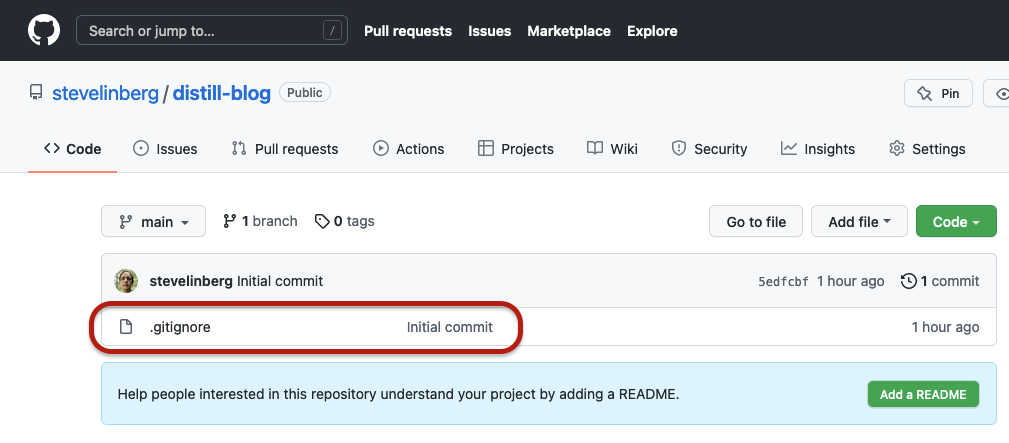 Search or jump to… / Pull requests Issues Marketplace Explore
stevelinberg / distill-blog Public Pin
Code Issues Pull requests Actions Projects Wiki Security Insights Settings
main 1 branch 0 tags Go to file Add file Code
stevelinberg Initial commit 5edfcbf 1 hour ago 1 commit
.gitignore Initial commit 1 hour ago
Help people interested in this repository understand your project by adding a README. Add a README